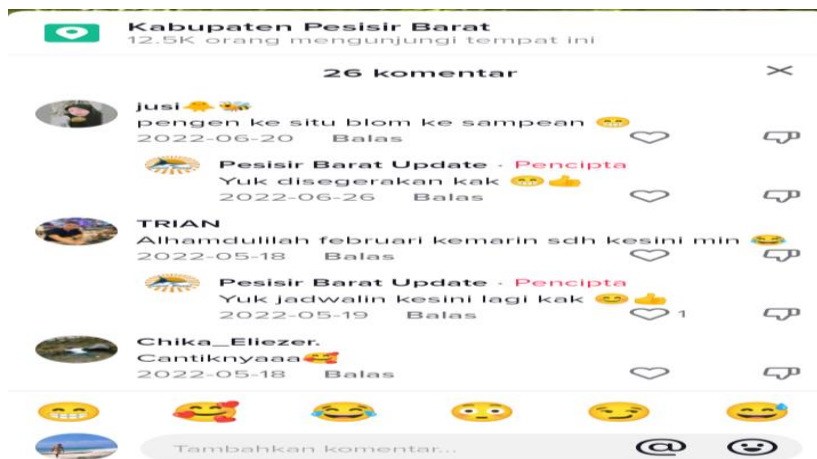 Kabupaten Pesisir Barat
12.5K orang mengunjungi tempat ini
26 komentar
jusi🐥🐝
pengen ke situ blom ke sampean 😁
2022-06-20 Balas
Pesisir Barat Update · Pencipta
Yuk disegerakan kak 😁👍
2022-06-26 Balas
TRIAN
Alhamdulilah februari kemarin sdh kesini min 😂
2022-05-18 Balas
Pesisir Barat Update · Pencipta
Yuk jadwalin kesini lagi kak 😊👍
2022-05-19 Balas 1
Chika_Eliezer.
Cantiknyaaa🥰
2022-05-18 Balas
Tambahkan komentar... @